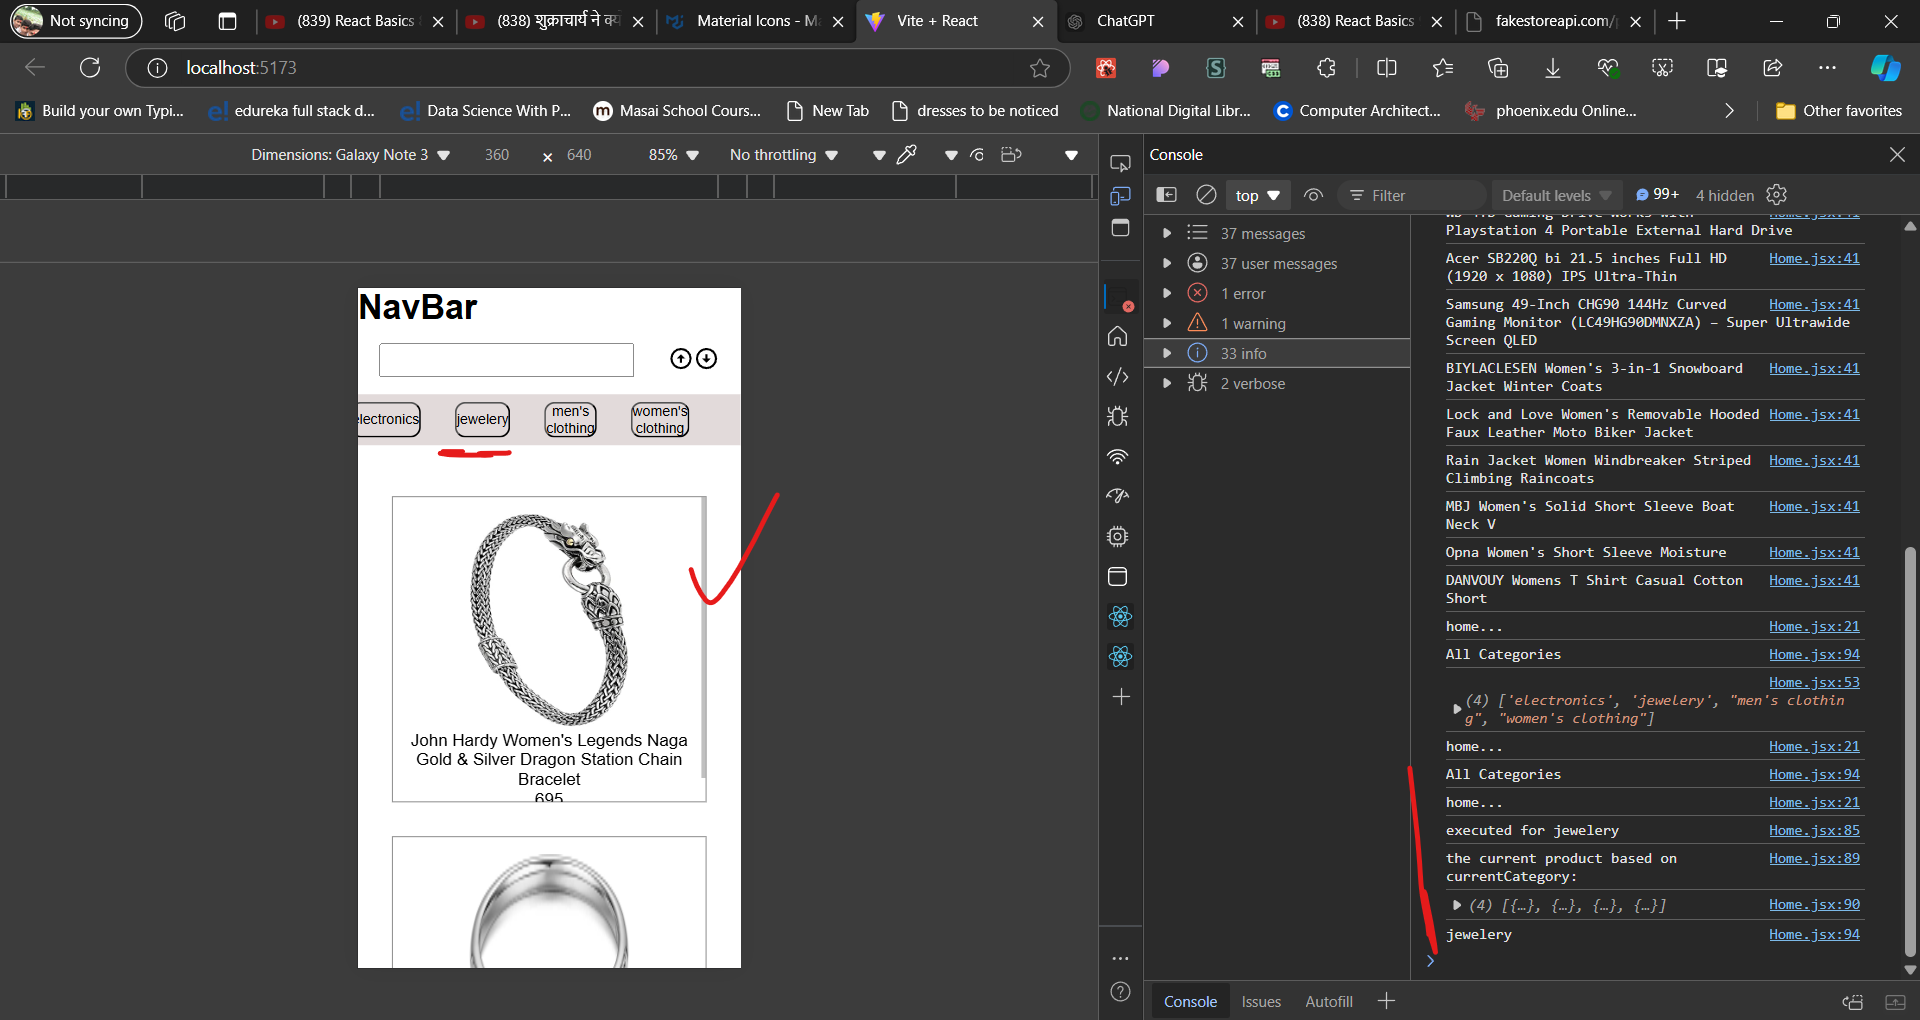 Not syncing
(839) React Basics
(838) शुक्राचार्य ने क्य
Material Icons - Ma
Vite + React
ChatGPT
(838) React Basics
fakestoreapi.com/
localhost:5173
Build your own Typi...
edureka full stack d...
Data Science With P...
Masai School Cours...
New Tab
dresses to be noticed
National Digital Libr...
Computer Architect...
phoenix.edu Online...
Other favorites
Dimensions: Galaxy Note 3
360
×
640
85%
No throttling
Console
top
Filter
Default levels
99+
4 hidden
37 messages
37 user messages
1 error
1 warning
33 info
2 verbose
NavBar
electronics
jewelery
men's
clothing
women's
clothing
John Hardy Women's Legends Naga
Gold & Silver Dragon Station Chain
Bracelet
695
WD 4TB Gaming Drive Works with Home.jsx:41
Playstation 4 Portable External Hard Drive
Acer SB220Q bi 21.5 inches Full HD Home.jsx:41
(1920 x 1080) IPS Ultra-Thin
Samsung 49-Inch CHG90 144Hz Curved Home.jsx:41
Gaming Monitor (LC49HG90DMNXZA) – Super Ultrawide
Screen QLED
BIYLACLESEN Women's 3-in-1 Snowboard Home.jsx:41
Jacket Winter Coats
Lock and Love Women's Removable Hooded Home.jsx:41
Faux Leather Moto Biker Jacket
Rain Jacket Women Windbreaker Striped Home.jsx:41
Climbing Raincoats
MBJ Women's Solid Short Sleeve Boat Home.jsx:41
Neck V
Opna Women's Short Sleeve Moisture Home.jsx:41
DANVOUY Womens T Shirt Casual Cotton Home.jsx:41
Short
home... Home.jsx:21
All Categories Home.jsx:94
Home.jsx:53
(4) ['electronics', 'jewelery', "men's clothin
g", "women's clothing"]
home... Home.jsx:21
All Categories Home.jsx:94
home... Home.jsx:21
executed for jewelery Home.jsx:85
the current product based on Home.jsx:89
currentCategory:
(4) [{…}, {…}, {…}, {…}] Home.jsx:90
jewelery Home.jsx:94
Console
Issues
Autofill